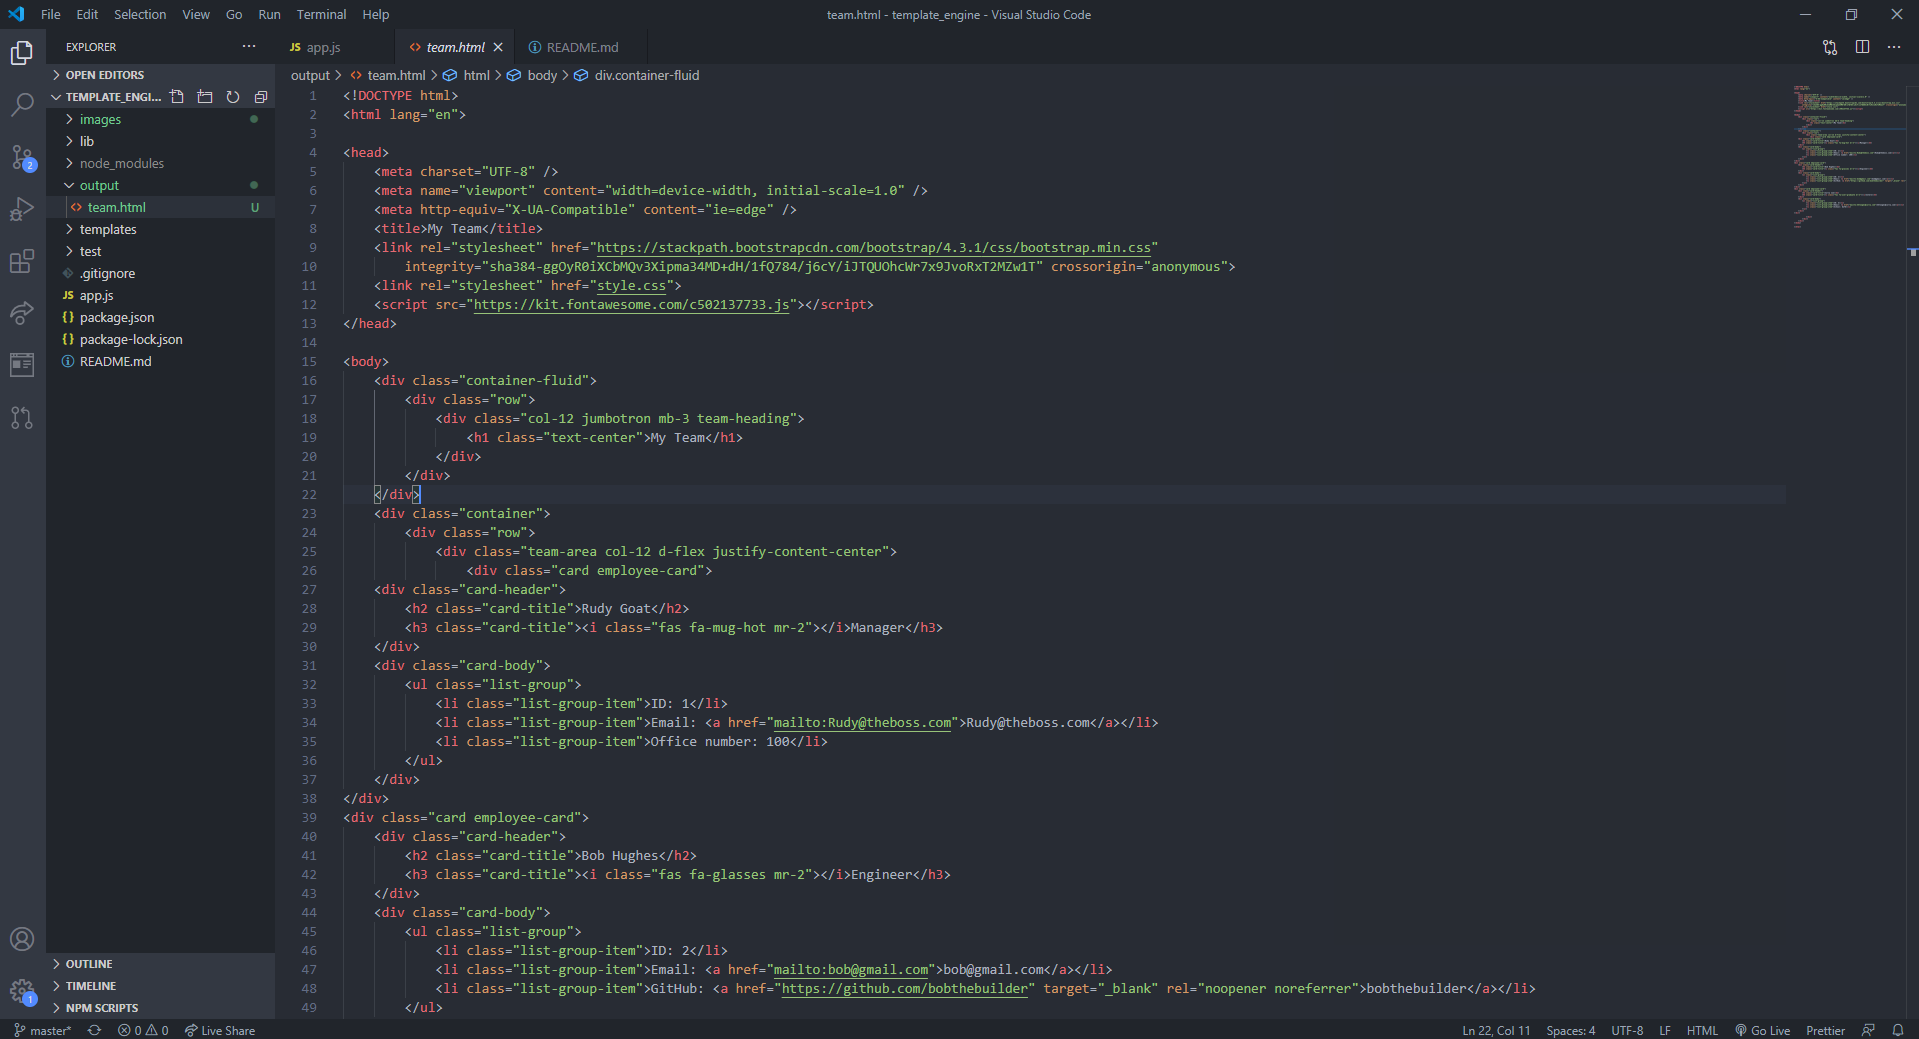 File Edit Selection View Go Run Terminal Help
team.html - template_engine - Visual Studio Code
EXPLORER
JS app.js
<> team.html
README.md
OPEN EDITORS
output > <> team.html > html > body > div.container-fluid
TEMPLATE_ENGI...
images
lib
node_modules
output
<> team.html U
templates
test
.gitignore
JS app.js
{} package.json
{} package-lock.json
README.md
OUTLINE
TIMELINE
NPM SCRIPTS
2
1
1 <!DOCTYPE html>
2 <html lang="en">
3
4 <head>
5 <meta charset="UTF-8" />
6 <meta name="viewport" content="width=device-width, initial-scale=1.0" />
7 <meta http-equiv="X-UA-Compatible" content="ie=edge" />
8 <title>My Team</title>
9 <link rel="stylesheet" href="https://stackpath.bootstrapcdn.com/bootstrap/4.3.1/css/bootstrap.min.css"
10 integrity="sha384-ggOyR0iXCbMQv3Xipma34MD+dH/1fQ784/j6cY/iJTQUOhcWr7x9JvoRxT2MZw1T" crossorigin="anonymous">
11 <link rel="stylesheet" href="style.css">
12 <script src="https://kit.fontawesome.com/c502137733.js"></script>
13 </head>
14
15 <body>
16 <div class="container-fluid">
17 <div class="row">
18 <div class="col-12 jumbotron mb-3 team-heading">
19 <h1 class="text-center">My Team</h1>
20 </div>
21 </div>
22 </div>
23 <div class="container">
24 <div class="row">
25 <div class="team-area col-12 d-flex justify-content-center">
26 <div class="card employee-card">
27 <div class="card-header">
28 <h2 class="card-title">Rudy Goat</h2>
29 <h3 class="card-title"><i class="fas fa-mug-hot mr-2"></i>Manager</h3>
30 </div>
31 <div class="card-body">
32 <ul class="list-group">
33 <li class="list-group-item">ID: 1</li>
34 <li class="list-group-item">Email: <a href="mailto:Rudy@theboss.com">Rudy@theboss.com</a></li>
35 <li class="list-group-item">Office number: 100</li>
36 </ul>
37 </div>
38 </div>
39 <div class="card employee-card">
40 <div class="card-header">
41 <h2 class="card-title">Bob Hughes</h2>
42 <h3 class="card-title"><i class="fas fa-glasses mr-2"></i>Engineer</h3>
43 </div>
44 <div class="card-body">
45 <ul class="list-group">
46 <li class="list-group-item">ID: 2</li>
47 <li class="list-group-item">Email: <a href="mailto:bob@gmail.com">bob@gmail.com</a></li>
48 <li class="list-group-item">GitHub: <a href="https://github.com/bobthebuilder" target="_blank" rel="noopener noreferrer">bobthebuilder</a></li>
49 </ul>
master* 0 0 Live Share
Ln 22, Col 11 Spaces: 4 UTF-8 LF HTML Go Live Prettier